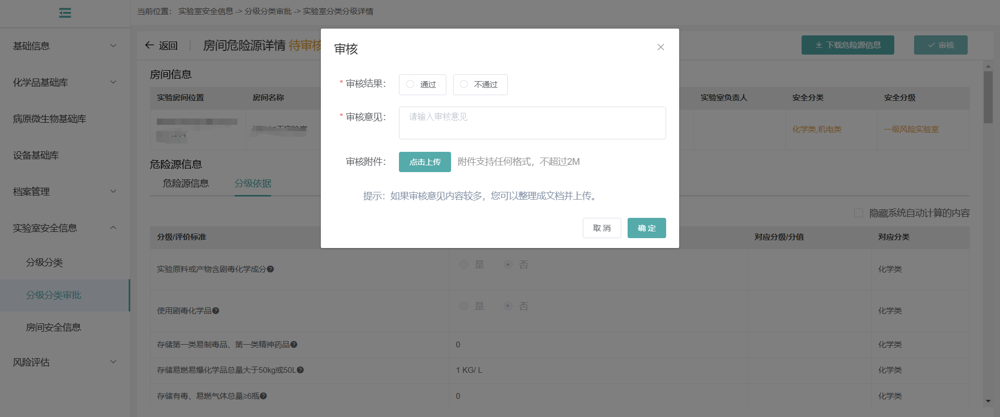 当前位置： 实验室安全信息 -> 分级分类审批 -> 实验室分类分级详情
基础信息
化学品基础库
病原微生物基础库
设备基础库
档案管理
实验室安全信息
分级分类
分级分类审批
房间安全信息
风险评估
返回
房间危险源详情 待审核
下载危险源信息
审核
房间信息
实验房间位置 房间名称 实验室负责人 安全分类 安全分级
化学类,机电类 一级风险实验室
危险源信息
危险源信息 分级依据
隐藏系统自动计算的内容
分级/评价标准 对应分级/分值 对应分类
实验原料或产物含剧毒化学成分 是 否 化学类
使用剧毒化学品 是 否 化学类
存储第一类易制毒品、第一类精神药品 0 化学类
存储易燃易爆化学品总量大于50kg或50L 1 KG/ L 化学类
存储有毒、易燃气体总量≥6瓶 0 化学类
审核
* 审核结果： 通过 不通过
* 审核意见： 请输入审核意见
审核附件： 点击上传 附件支持任何格式，不超过2M
提示：如果审核意见内容较多，您可以整理成文档并上传。
取 消 确 定